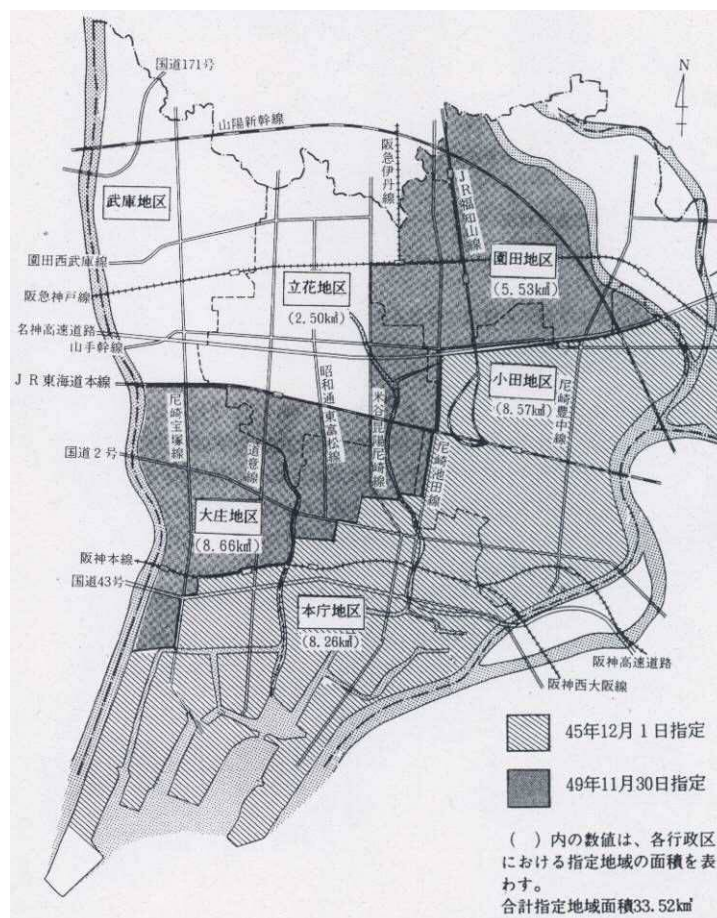 国道171号
N
山陽新幹線
阪急伊丹線
JR福知山線
武庫地区
園田西武庫線
園田地区
(5.53k㎡)
阪急神戸線
立花地区
(2.50k㎡)
名神高速道路
山手幹線
小田地区
(8.57k㎡)
JR東海道本線
尼崎宝塚線
道意線
昭和通東富松線
米谷昆陽尼崎線
尼崎池田線
尼崎豊中線
国道2号
大庄地区
(8.66k㎡)
阪神本線
国道43号
本庁地区
(8.26k㎡)
阪神高速道路
阪神西大阪線
45年12月1日指定
49年11月30日指定
( )内の数値は、各行政区
における指定地域の面積を表
わす。
合計指定地域面積33.52k㎡